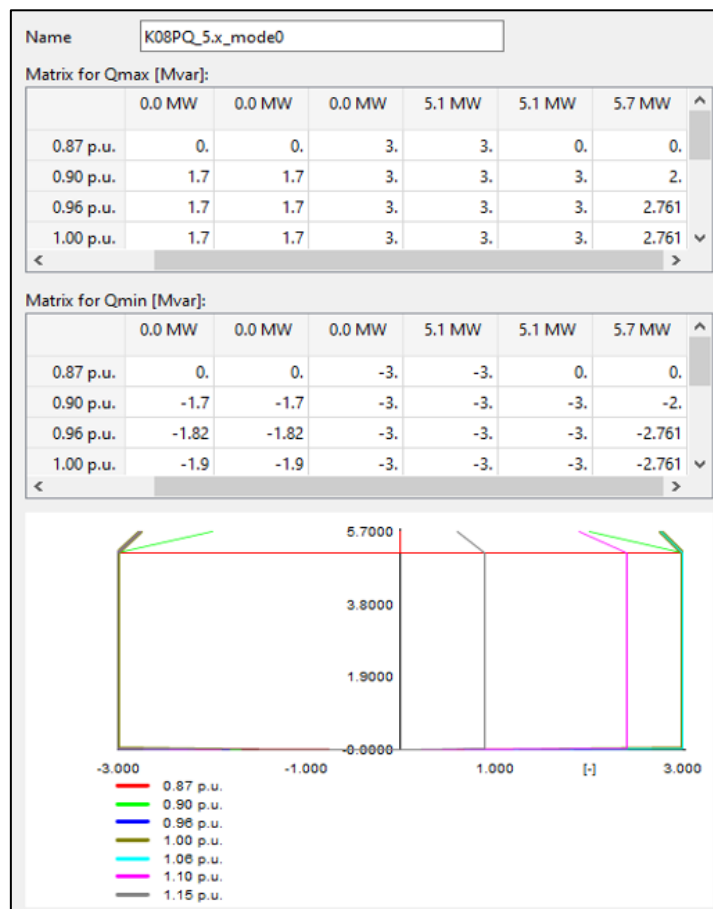 Name K08PQ_5.x_mode0
Matrix for Qmax [Mvar]:
0.0 MW 0.0 MW 0.0 MW 5.1 MW 5.1 MW 5.7 MW
0.87 p.u. 0. 0. 3. 3. 0. 0.
0.90 p.u. 1.7 1.7 3. 3. 3. 2.
0.96 p.u. 1.7 1.7 3. 3. 3. 2.761
1.00 p.u. 1.7 1.7 3. 3. 3. 2.761
Matrix for Qmin [Mvar]:
0.0 MW 0.0 MW 0.0 MW 5.1 MW 5.1 MW 5.7 MW
0.87 p.u. 0. 0. -3. -3. 0. 0.
0.90 p.u. -1.7 -1.7 -3. -3. -3. -2.
0.96 p.u. -1.82 -1.82 -3. -3. -3. -2.761
1.00 p.u. -1.9 -1.9 -3. -3. -3. -2.761
5.7000
3.8000
1.9000
-0.0000
-3.000 -1.000 1.000 [-] 3.000
0.87 p.u.
0.90 p.u.
0.96 p.u.
1.00 p.u.
1.06 p.u.
1.10 p.u.
1.15 p.u.